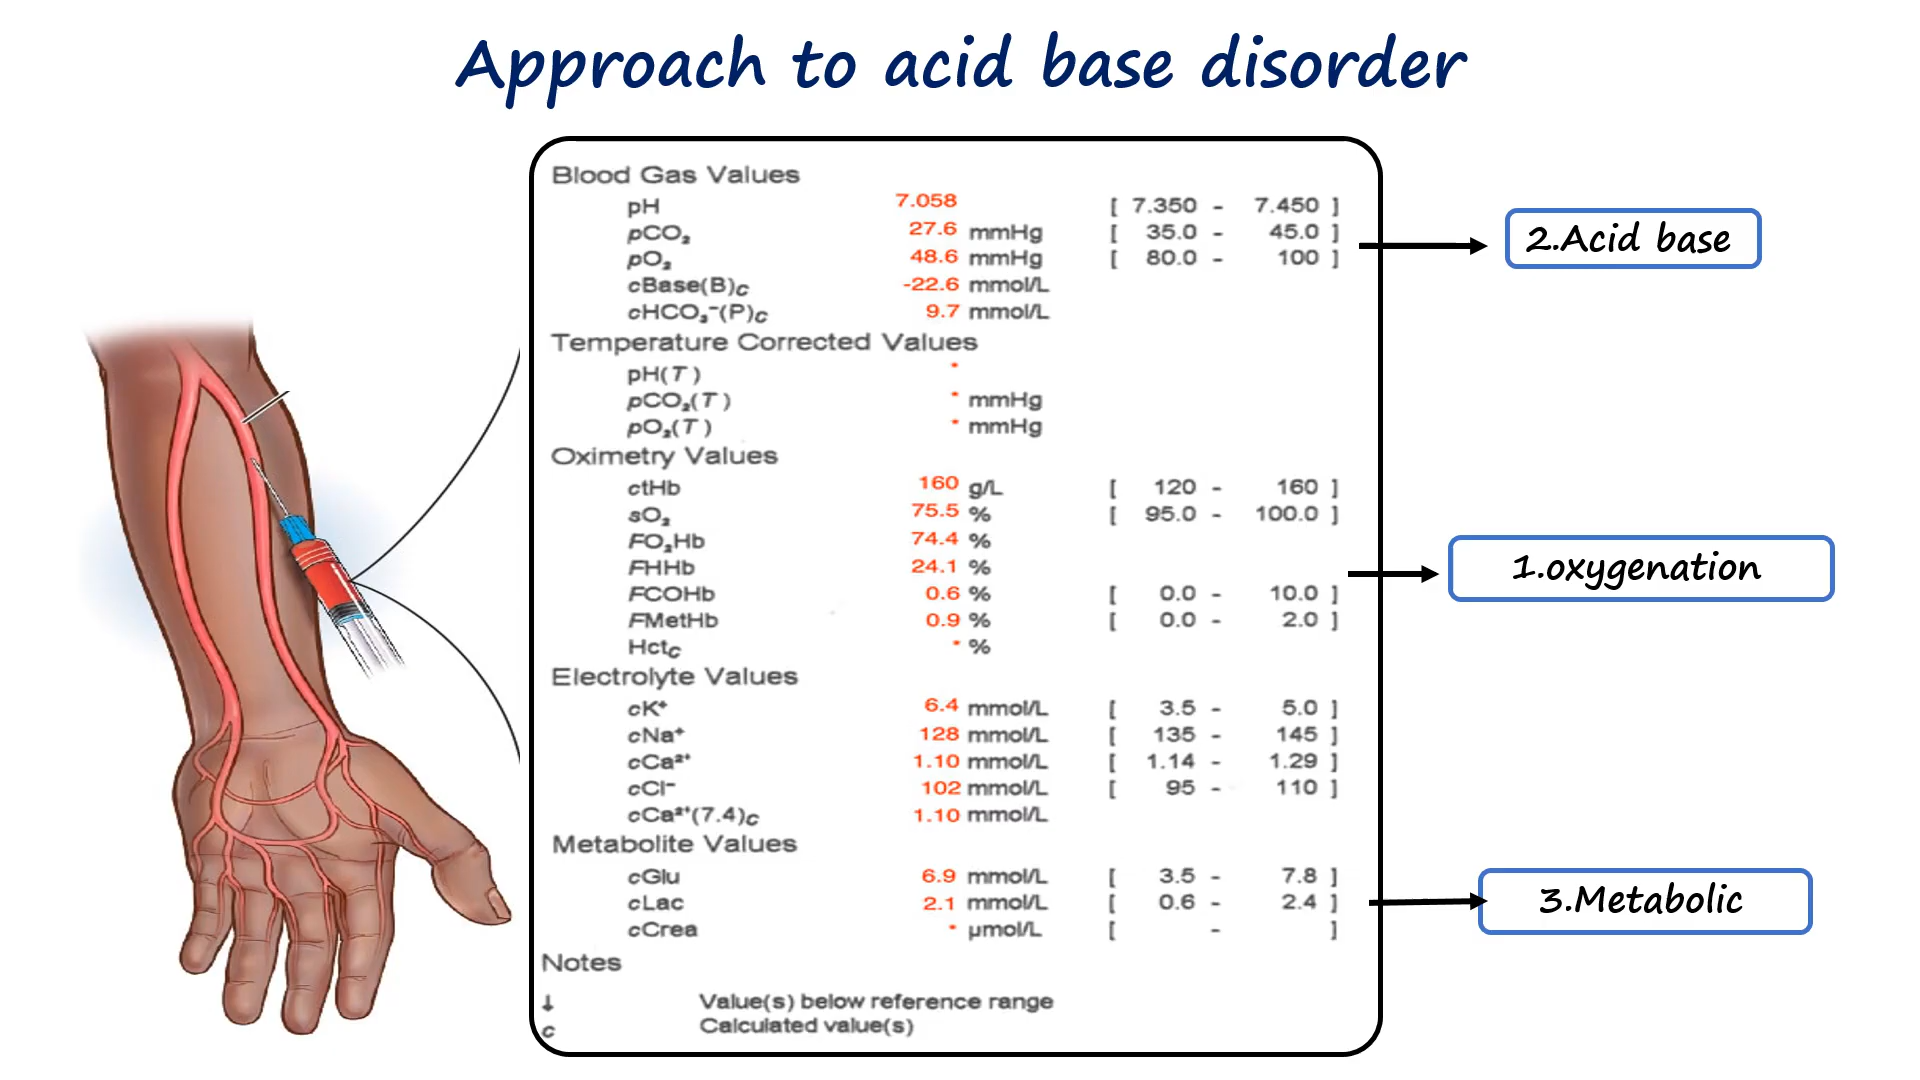 Approach to acid base disorder
Blood Gas Values
pH 7.058 [ 7.350 - 7.450 ]
pCO₂ 27.6 mmHg [ 35.0 - 45.0 ]
pO₂ 48.6 mmHg [ 80.0 - 100 ]
cBase(B)c -22.6 mmol/L
cHCO₃⁻(P)c 9.7 mmol/L
Temperature Corrected Values
pH(T)
pCO₂(T) mmHg
pO₂(T) mmHg
Oximetry Values
ctHb 160 g/L [ 120 - 160 ]
sO₂ 75.5 % [ 95.0 - 100.0 ]
FO₂Hb 74.4 %
FHHb 24.1 %
FCOHb 0.6 % [ 0.0 - 10.0 ]
FMetHb 0.9 % [ 0.0 - 2.0 ]
Hctc %
Electrolyte Values
cK⁺ 6.4 mmol/L [ 3.5 - 5.0 ]
cNa⁺ 128 mmol/L [ 135 - 145 ]
cCa²⁺ 1.10 mmol/L [ 1.14 - 1.29 ]
cCl⁻ 102 mmol/L [ 95 - 110 ]
cCa²⁺(7.4)c 1.10 mmol/L
Metabolite Values
cGlu 6.9 mmol/L [ 3.5 - 7.8 ]
cLac 2.1 mmol/L [ 0.6 - 2.4 ]
cCrea µmol/L [ - ]
Notes
↓ Value(s) below reference range
c Calculated value(s)
2.Acid base
1.oxygenation
3.Metabolic